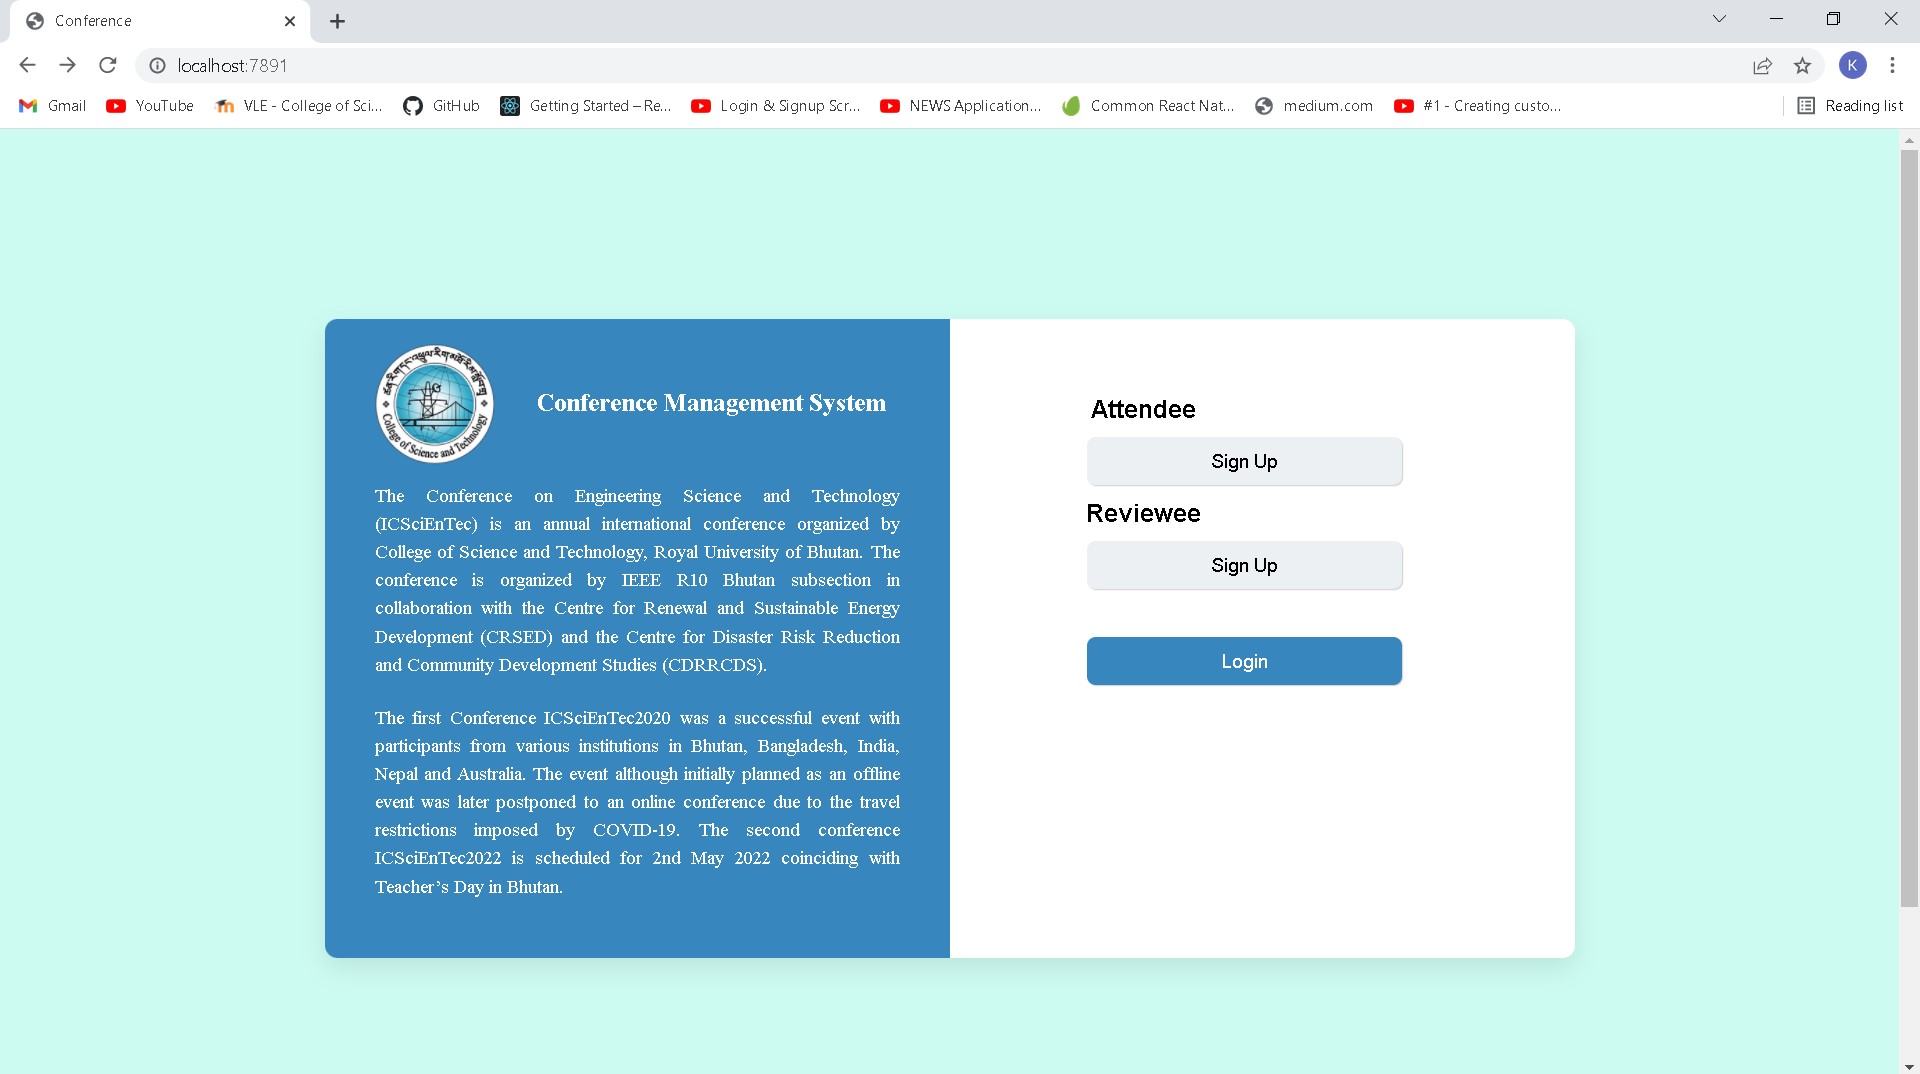 Conference
localhost:7891
Gmail
YouTube
VLE - College of Sci...
GitHub
Getting Started – Re...
Login & Signup Scr...
NEWS Application...
Common React Nat...
medium.com
#1 - Creating custo...
Reading list
K
College of Science and Technology
Conference Management System
The Conference on Engineering Science and Technology
(ICSciEnTec) is an annual international conference organized by
College of Science and Technology, Royal University of Bhutan. The
conference is organized by IEEE R10 Bhutan subsection in
collaboration with the Centre for Renewal and Sustainable Energy
Development (CRSED) and the Centre for Disaster Risk Reduction
and Community Development Studies (CDRRCDS).
The first Conference ICSciEnTec2020 was a successful event with
participants from various institutions in Bhutan, Bangladesh, India,
Nepal and Australia. The event although initially planned as an offline
event was later postponed to an online conference due to the travel
restrictions imposed by COVID-19. The second conference
ICSciEnTec2022 is scheduled for 2nd May 2022 coinciding with
Teacher’s Day in Bhutan.
Attendee
Sign Up
Reviewee
Sign Up
Login